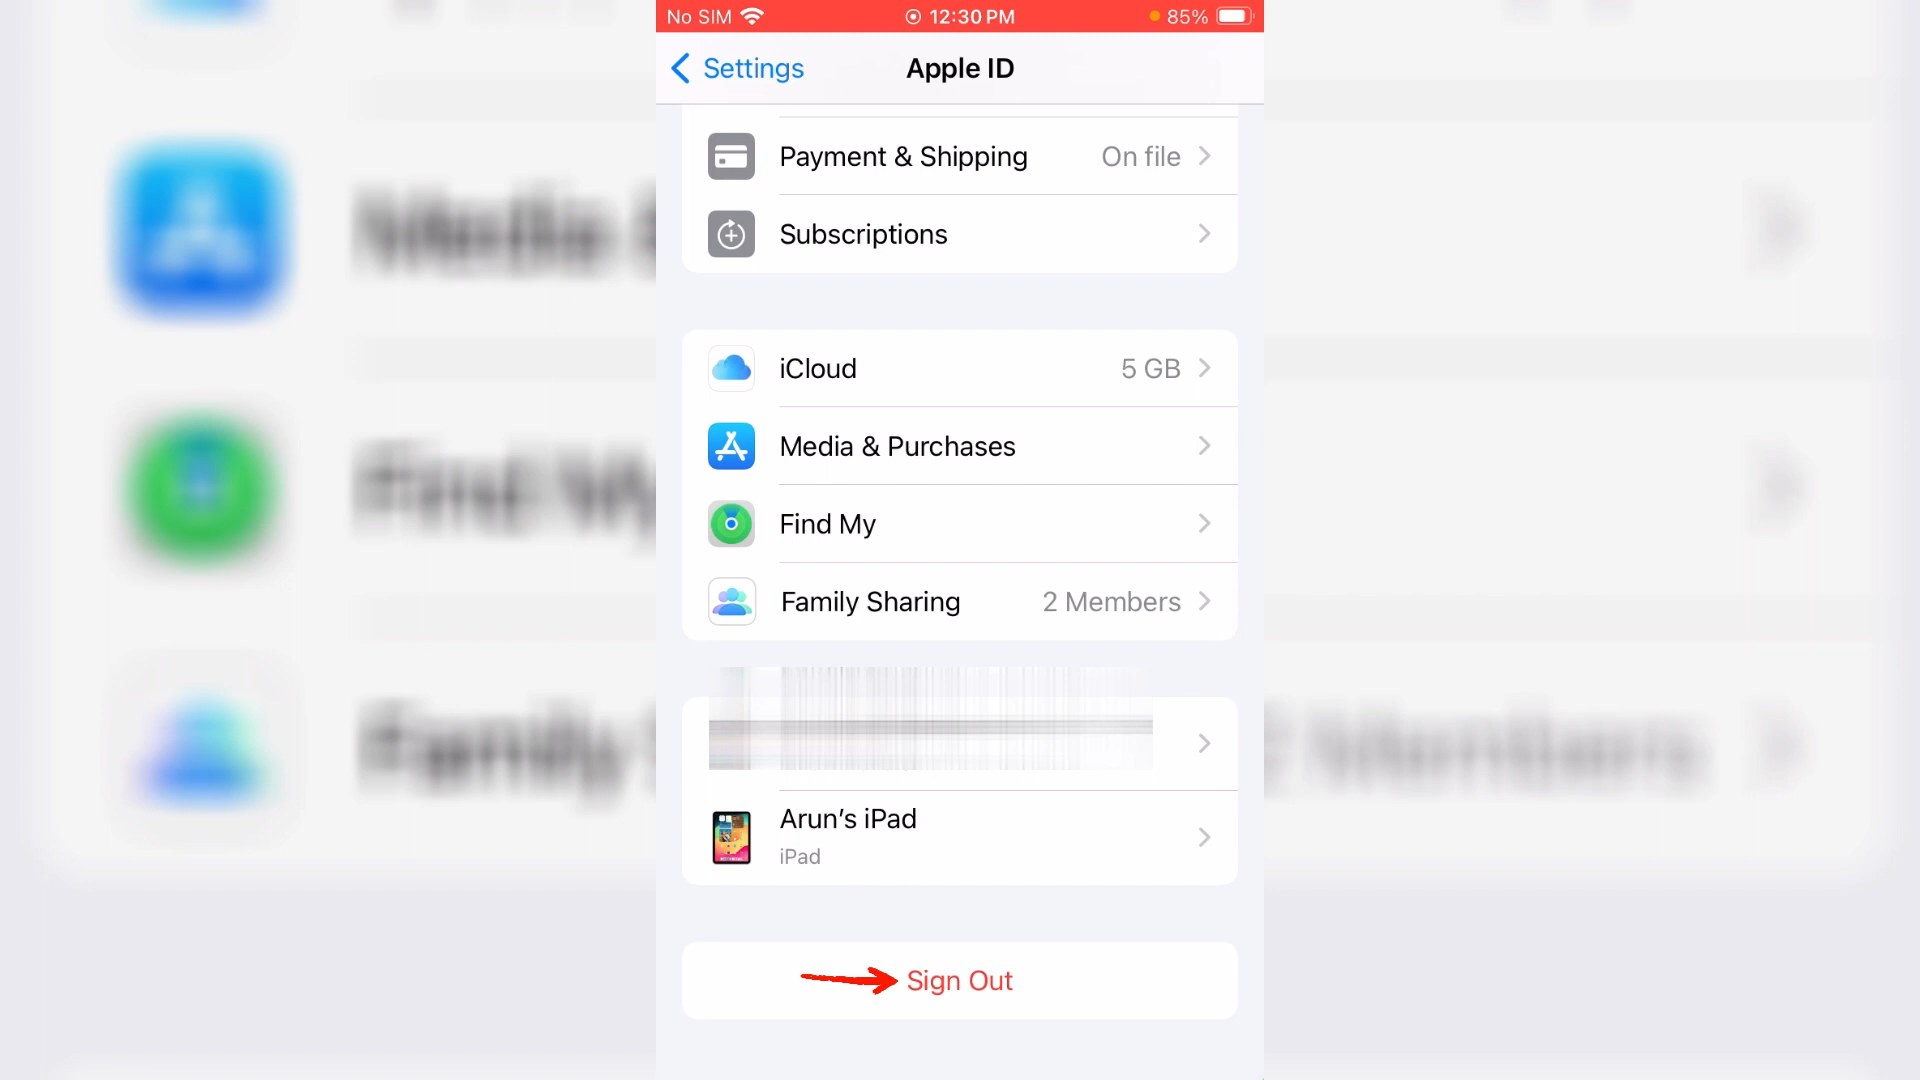 No SIM 12:30 PM 85%
Settings Apple ID
Payment & Shipping On file
Subscriptions
iCloud 5 GB
Media & Purchases
Find My
Family Sharing 2 Members
Arun's iPad
iPad
Sign Out